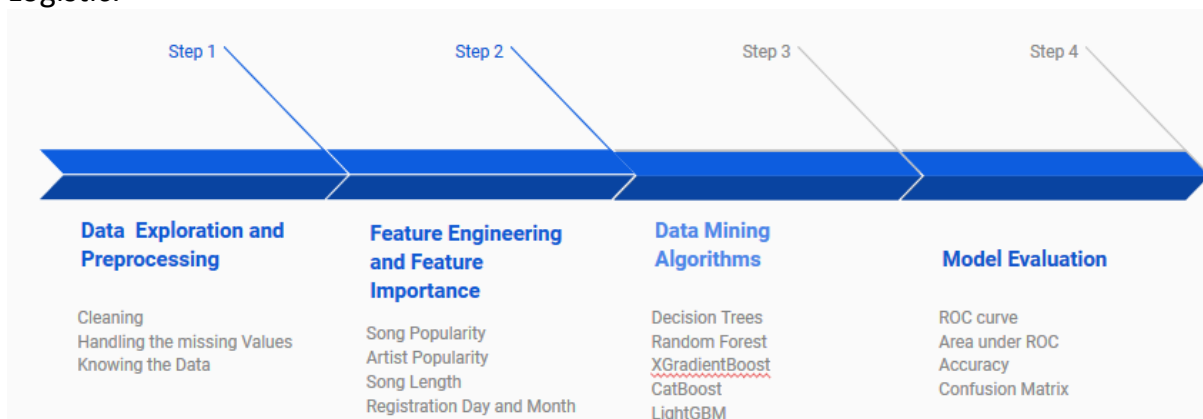 Logistic.
Step 1
Step 2
Step 3
Step 4
Data Exploration and
Preprocessing
Cleaning
Handling the missing Values
Knowing the Data
Feature Engineering
and Feature
Importance
Song Popularity
Artist Popularity
Song Length
Registration Day and Month
Data Mining
Algorithms
Decision Trees
Random Forest
XGradientBoost
CatBoost
LightGBM
Model Evaluation
ROC curve
Area under ROC
Accuracy
Confusion Matrix